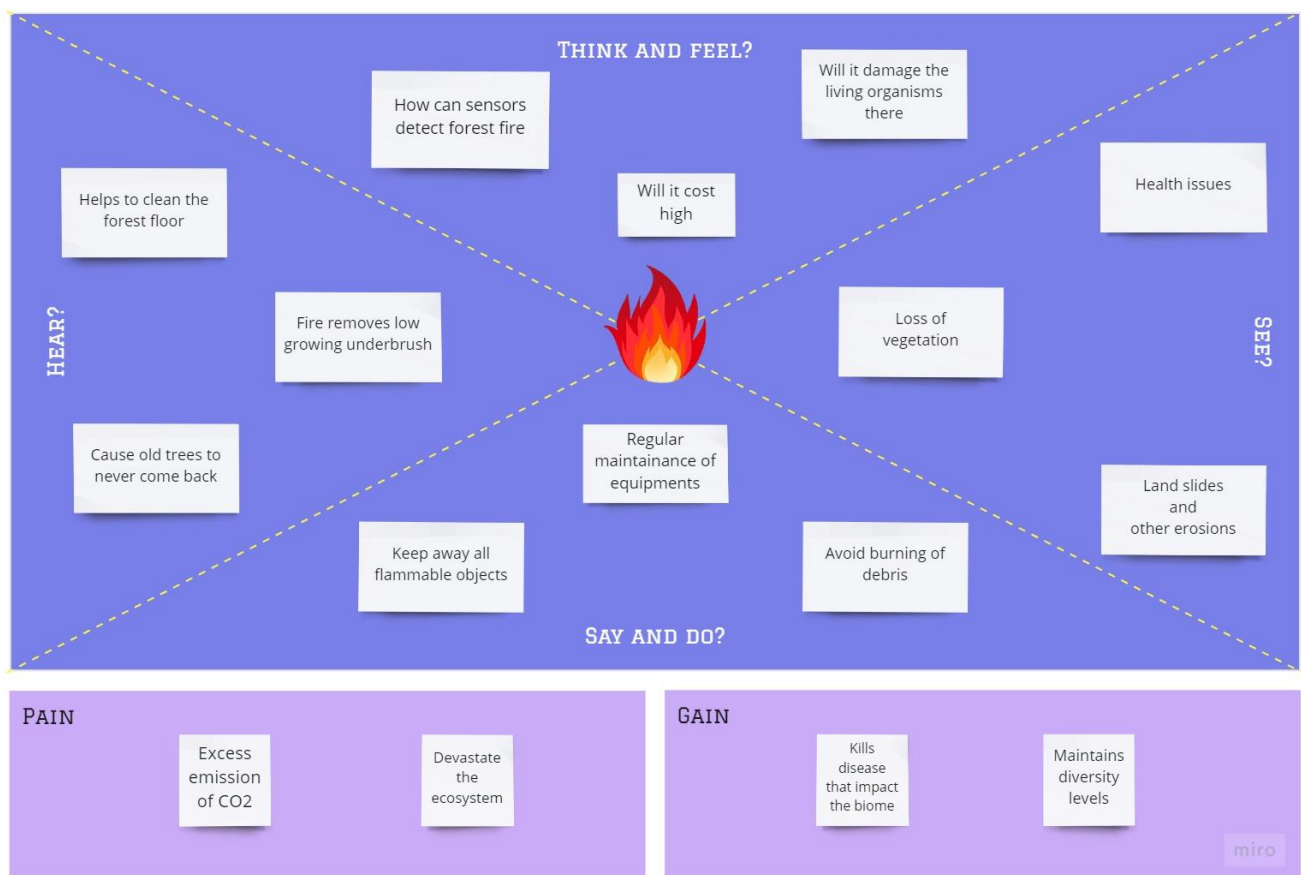 THINK AND FEEL?
How can sensors
detect forest fire
Will it damage the
living organisms
there
Will it cost
high
HEAR?
Helps to clean the
forest floor
Fire removes low
growing underbrush
Cause old trees to
never come back
SEE?
Health issues
Loss of
vegetation
Land slides
and
other erosions
Regular
maintainance of
equipments
Keep away all
flammable objects
Avoid burning of
debris
SAY AND DO?
PAIN
Excess
emission
of CO2
Devastate
the
ecosystem
GAIN
Kills
disease
that impact
the biome
Maintains
diversity
levels
miro